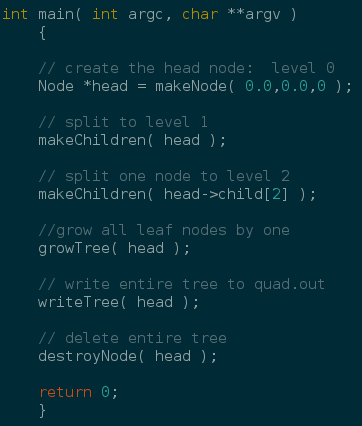 int main( int argc, char **argv )
{
// create the head node:  level 0
Node *head = makeNode( 0.0,0.0,0 );
// split to level 1
makeChildren( head );
// split one node to level 2
makeChildren( head->child[2] );
//grow all leaf nodes by one
growTree( head );
// write entire tree to quad.out
writeTree( head );
// delete entire tree
destroyNode( head );
return 0;
}